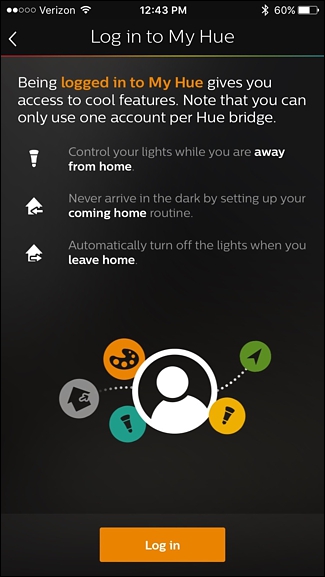 Verizon 12:43 PM 60%
Log in to My Hue
Being logged in to My Hue gives you
access to cool features. Note that you can
only use one account per Hue bridge.
Control your lights while you are away
from home.
Never arrive in the dark by setting up your
coming home routine.
Automatically turn off the lights when you
leave home.
Log in